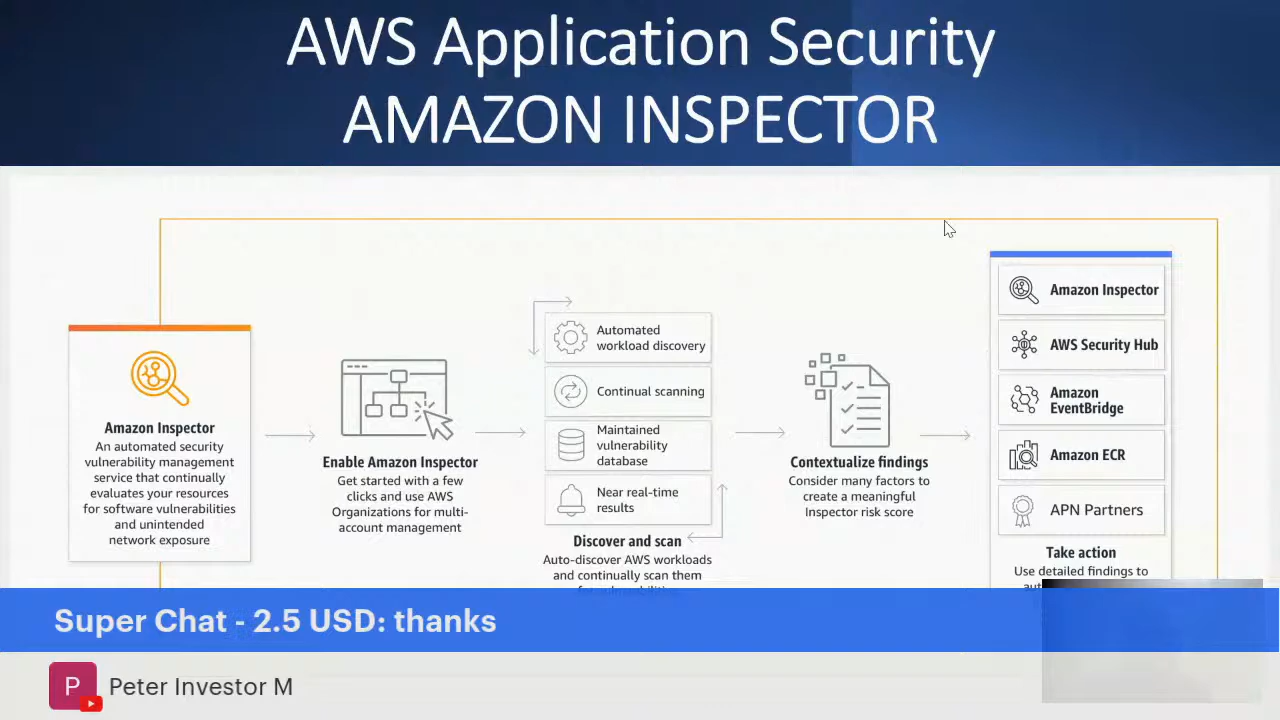 AWS Application Security
AMAZON INSPECTOR
Amazon Inspector
An automated security
vulnerability management
service that continually
evaluates your resources
for software vulnerabilities
and unintended
network exposure
Enable Amazon Inspector
Get started with a few
clicks and use AWS
Organizations for multi-
account management
Automated
workload discovery
Continual scanning
Maintained
vulnerability
database
Near real-time
results
Discover and scan
Auto-discover AWS workloads
and continually scan them
Contextualize findings
Consider many factors to
create a meaningful
Inspector risk score
Amazon Inspector
AWS Security Hub
Amazon
EventBridge
Amazon ECR
APN Partners
Take action
Use detailed findings to
Super Chat - 2.5 USD: thanks
P
Peter Investor M